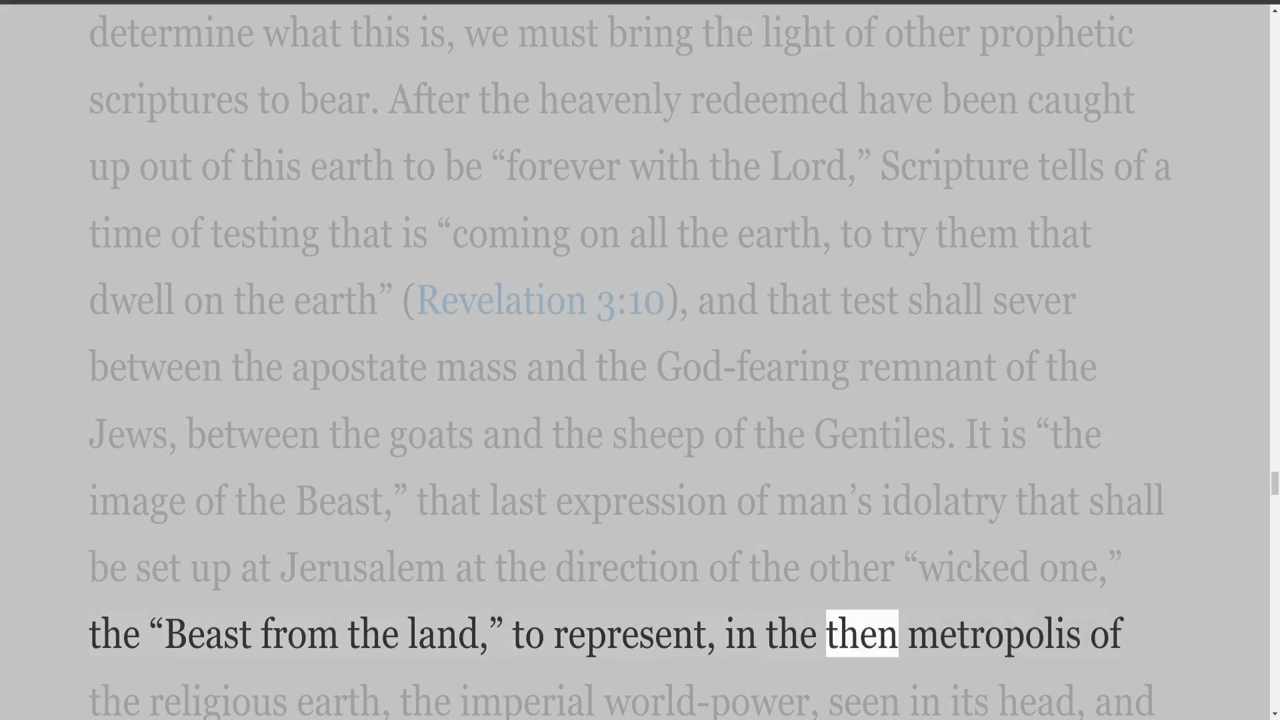 determine what this is, we must bring the light of other prophetic
scriptures to bear. After the heavenly redeemed have been caught
up out of this earth to be “forever with the Lord,” Scripture tells of a
time of testing that is “coming on all the earth, to try them that
dwell on the earth” (Revelation 3:10), and that test shall sever
between the apostate mass and the God-fearing remnant of the
Jews, between the goats and the sheep of the Gentiles. It is “the
image of the Beast,” that last expression of man’s idolatry that shall
be set up at Jerusalem at the direction of the other “wicked one,”
the “Beast from the land,” to represent, in the then metropolis of
the religious earth, the imperial world-power, seen in its head, and